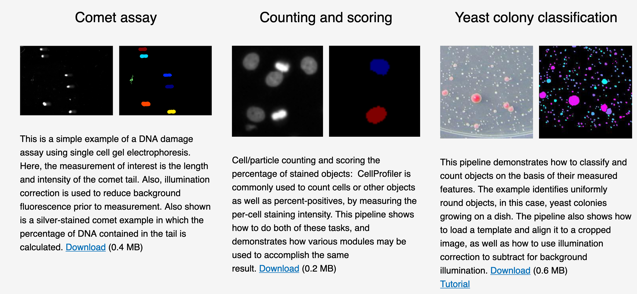 Comet assay
This is a simple example of a DNA damage
assay using single cell gel electrophoresis.
Here, the measurement of interest is the length
and intensity of the comet tail. Also, illumination
correction is used to reduce background
fluorescence prior to measurement. Also shown
is a silver-stained comet example in which the
percentage of DNA contained in the tail is
calculated. Download (0.4 MB)
Counting and scoring
Cell/particle counting and scoring the
percentage of stained objects:  CellProfiler is
commonly used to count cells or other objects
as well as percent-positives, by measuring the
per-cell staining intensity. This pipeline shows
how to do both of these tasks, and
demonstrates how various modules may be
used to accomplish the same
result. Download (0.2 MB)
Yeast colony classification
This pipeline demonstrates how to classify and
count objects on the basis of their measured
features. The example identifies uniformly
round objects, in this case, yeast colonies
growing on a dish. The pipeline also shows how
to load a template and align it to a cropped
image, as well as how to use illumination
correction to subtract for background
illumination. Download (0.6 MB)
Tutorial